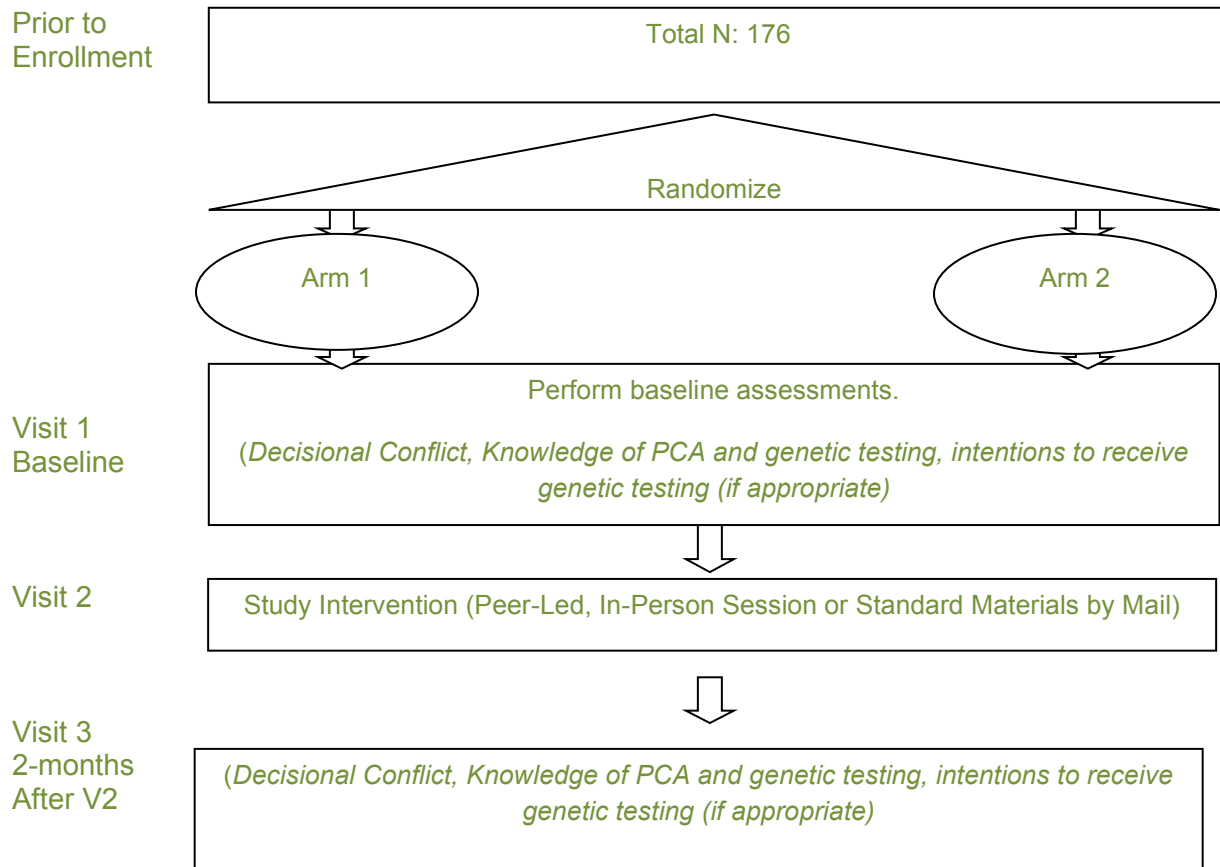 Prior to
Enrollment
Total N: 176
Randomize
Arm 1
Arm 2
Visit 1
Baseline
Perform baseline assessments.
(Decisional Conflict, Knowledge of PCA and genetic testing, intentions to receive
genetic testing (if appropriate)
Visit 2
Study Intervention (Peer-Led, In-Person Session or Standard Materials by Mail)
Visit 3
2-months
After V2
(Decisional Conflict, Knowledge of PCA and genetic testing, intentions to receive
genetic testing (if appropriate)